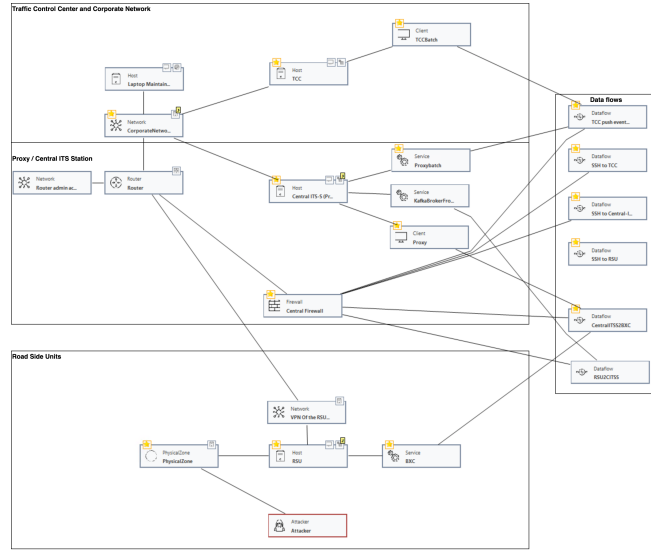 Traffic Control Center and Corporate Network
Client
TCCBatch
Host
Laptop Maintain...
Host
TCC
Data flows
Network
CorporateNetwo...
Dataflow
TCC push event...
Proxy / Central ITS Station
Service
Proxybatch
Dataflow
SSH to TCC
Network
Router admin ac...
Router
Router
Host
Central ITS-S (Pr...
Service
KafkaBrokerPro...
Dataflow
SSH to Central-I...
Client
Proxy
Dataflow
SSH to RSU
Firewall
Central Firewall
Dataflow
CentralITSS2BXC
Road Side Units
Dataflow
RSU2CITSS
Network
VPN Of the RSU...
PhysicalZone
PhysicalZone
Host
RSU
Service
BXC
Attacker
Attacker